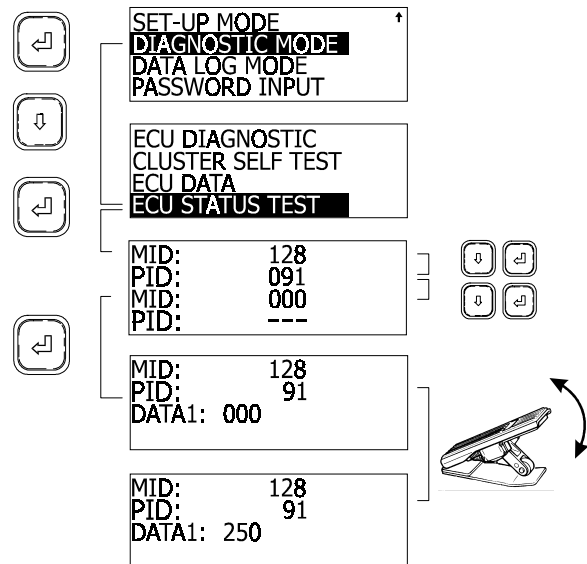 SET-UP MODE
DIAGNOSTIC MODE
DATA LOG MODE
PASSWORD INPUT
ECU DIAGNOSTIC
CLUSTER SELF TEST
ECU DATA
ECU STATUS TEST
MID: 128
PID: 091
MID: 000
PID: ---
MID: 128
PID: 91
DATA1: 000
MID: 128
PID: 91
DATA1: 250